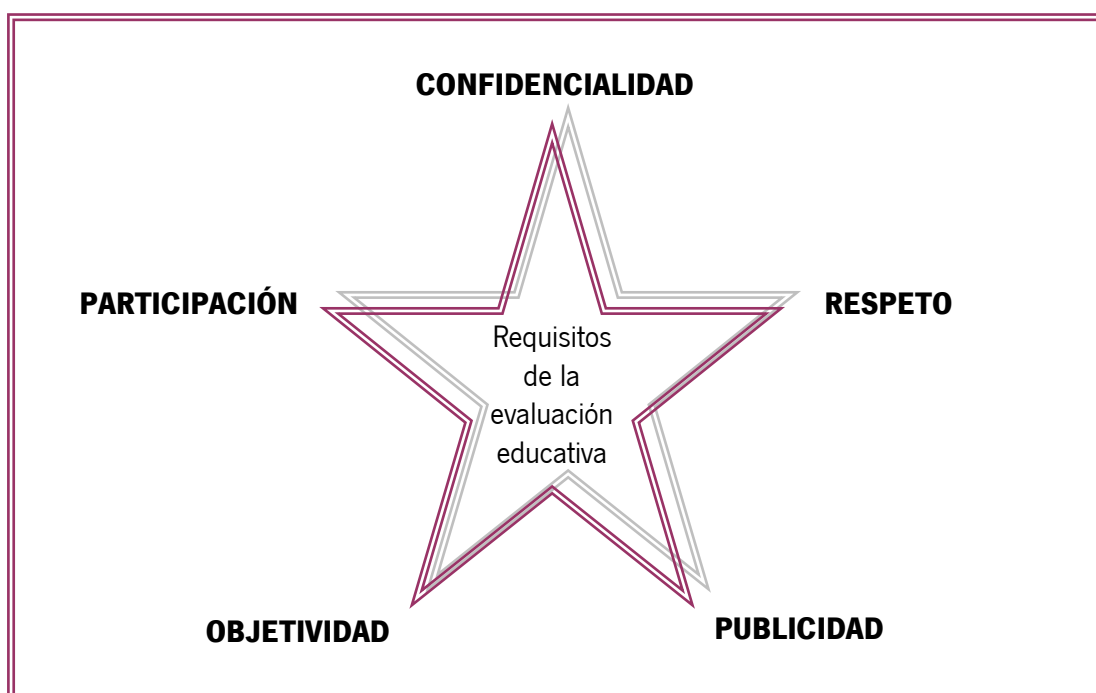 CONFIDENCIALIDAD
PARTICIPACIÓN
RESPETO
Requisitos
de la
evaluación
educativa
OBJETIVIDAD
PUBLICIDAD